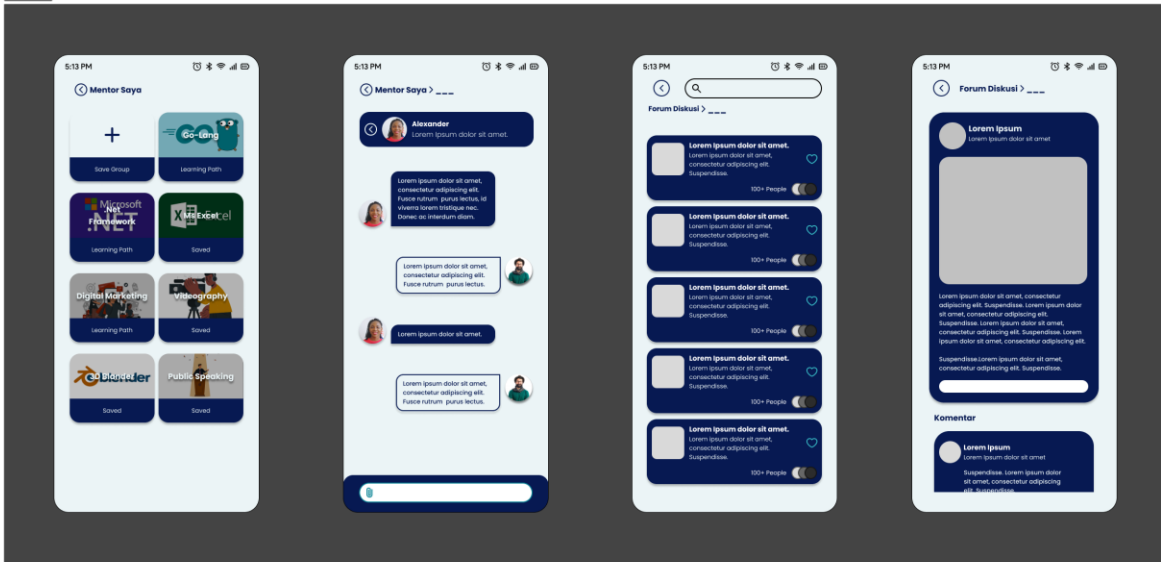 5:13 PM
Mentor Saya
Save Group
Go-Lang
Learning Path
Microsoft
.Net
Framework
.NET
Learning Path
Ms Excel
Saved
Digital Marketing
Learning Path
Videography
Saved
3D Blender
Saved
Public Speaking
Saved
5:13 PM
Mentor Saya > ___
Alexander
Lorem Ipsum dolor sit amet.
Lorem ipsum dolor sit amet,
consectetur adipiscing elit.
Fusce rutrum purus lectus, id
viverra lorem tristique nec.
Donec ac interdum diam.
Lorem ipsum dolor sit amet,
consectetur adipiscing elit.
Fusce rutrum purus lectus.
Lorem ipsum dolor sit amet.
Lorem ipsum dolor sit amet,
consectetur adipiscing elit.
Fusce rutrum purus lectus.
5:13 PM
Forum Diskusi > ___
Lorem Ipsum dolor sit amet.
Lorem ipsum dolor sit amet,
consectetur adipiscing elit.
Suspendisse.
100+ People
Lorem Ipsum dolor sit amet.
Lorem ipsum dolor sit amet,
consectetur adipiscing elit.
Suspendisse.
100+ People
Lorem Ipsum dolor sit amet.
Lorem ipsum dolor sit amet,
consectetur adipiscing elit.
Suspendisse.
100+ People
Lorem Ipsum dolor sit amet.
Lorem ipsum dolor sit amet,
consectetur adipiscing elit.
Suspendisse.
100+ People
Lorem Ipsum dolor sit amet.
Lorem ipsum dolor sit amet,
consectetur adipiscing elit.
Suspendisse.
100+ People
5:13 PM
Forum Diskusi > ___
Lorem Ipsum
Lorem ipsum dolor sit amet
Lorem ipsum dolor sit amet, consectetur
adipiscing elit. Suspendisse. Lorem ipsum dolor
sit amet, consectetur adipiscing elit.
Suspendisse. Lorem ipsum dolor sit amet,
consectetur adipiscing elit. Suspendisse. Lorem
ipsum dolor sit amet, consectetur adipiscing elit.
Suspendisse.Lorem ipsum dolor sit amet,
consectetur adipiscing elit. Suspendisse.
Komentar
Lorem Ipsum
Lorem ipsum dolor sit amet
Suspendisse. Lorem ipsum dolor
sit amet, consectetur adipiscing
elit. Suspendisse.